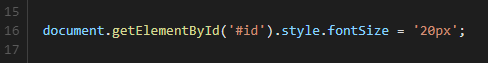 15
16 document.getElementById('#id').style.fontSize = '20px';
17